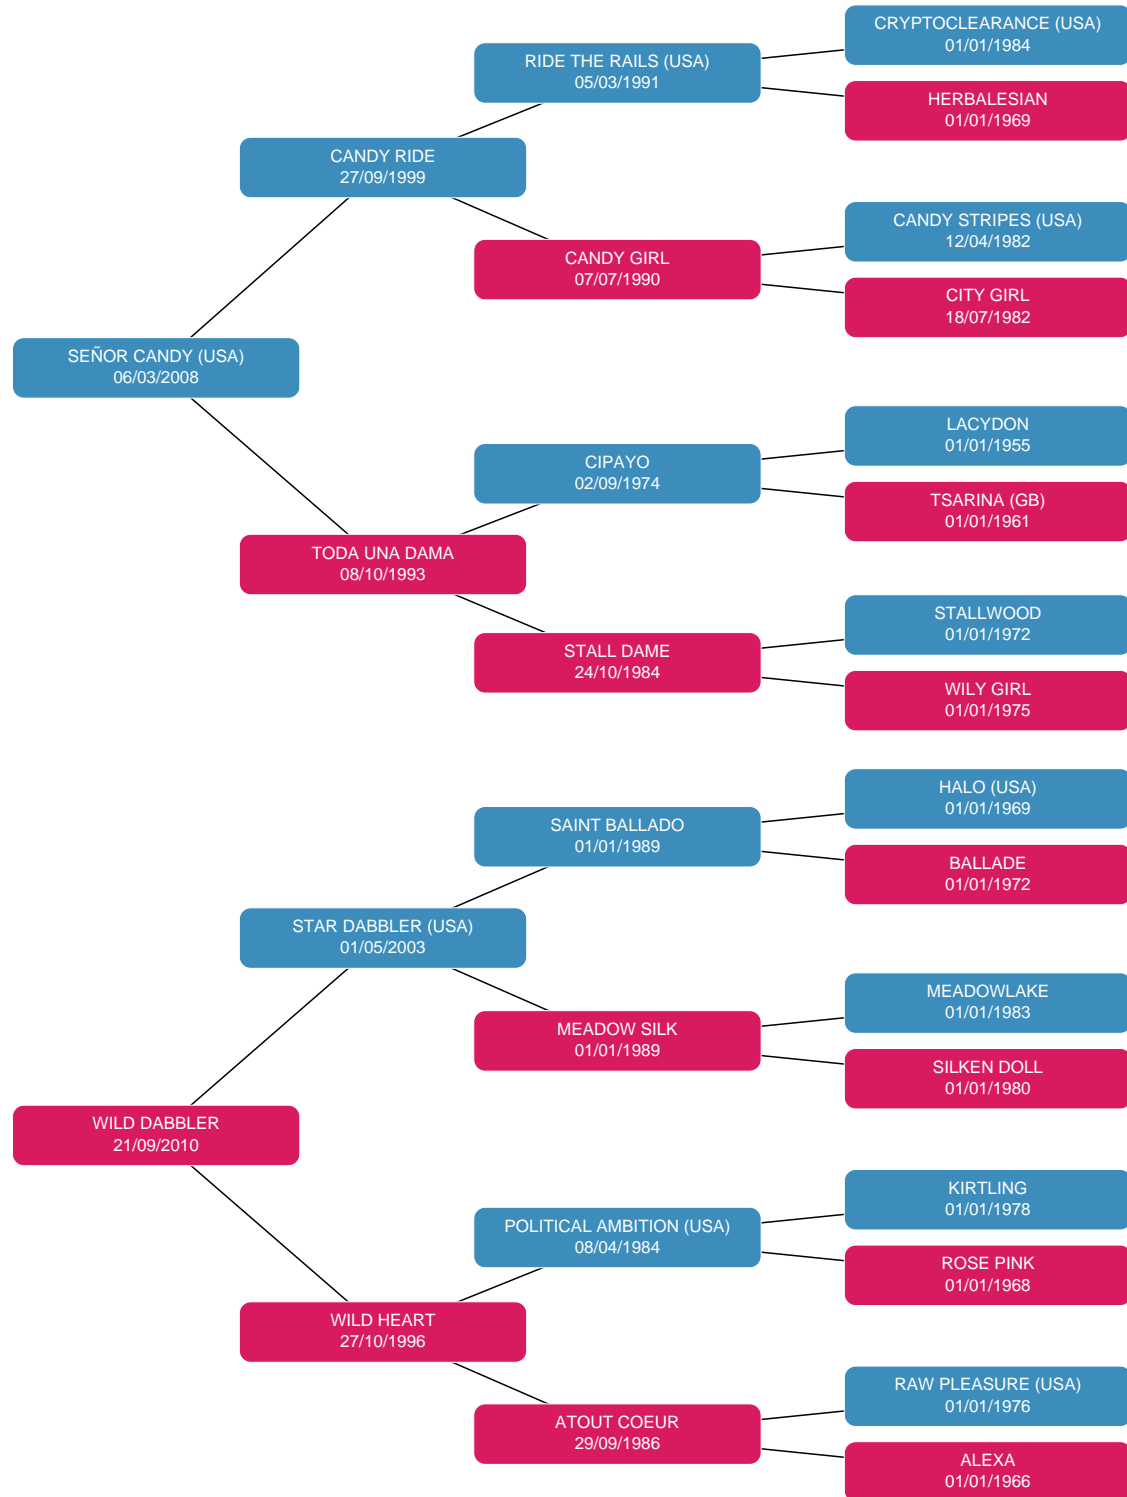 CRYPTOCLEARANCE (USA)
01/01/1984
RIDE THE RAILS (USA)
05/03/1991
HERBALESIAN
01/01/1969
CANDY RIDE
27/09/1999
CANDY STRIPES (USA)
12/04/1982
CANDY GIRL
07/07/1990
CITY GIRL
18/07/1982
SEÑOR CANDY (USA)
06/03/2008
LACYDON
01/01/1955
CIPAYO
02/09/1974
TSARINA (GB)
01/01/1961
TODA UNA DAMA
08/10/1993
STALLWOOD
01/01/1972
STALL DAME
24/10/1984
WILY GIRL
01/01/1975
HALO (USA)
01/01/1969
SAINT BALLADO
01/01/1989
BALLADE
01/01/1972
STAR DABBLER (USA)
01/05/2003
MEADOWLAKE
01/01/1983
MEADOW SILK
01/01/1989
SILKEN DOLL
01/01/1980
WILD DABBLER
21/09/2010
KIRTLING
01/01/1978
POLITICAL AMBITION (USA)
08/04/1984
ROSE PINK
01/01/1968
WILD HEART
27/10/1996
RAW PLEASURE (USA)
01/01/1976
ATOUT COEUR
29/09/1986
ALEXA
01/01/1966